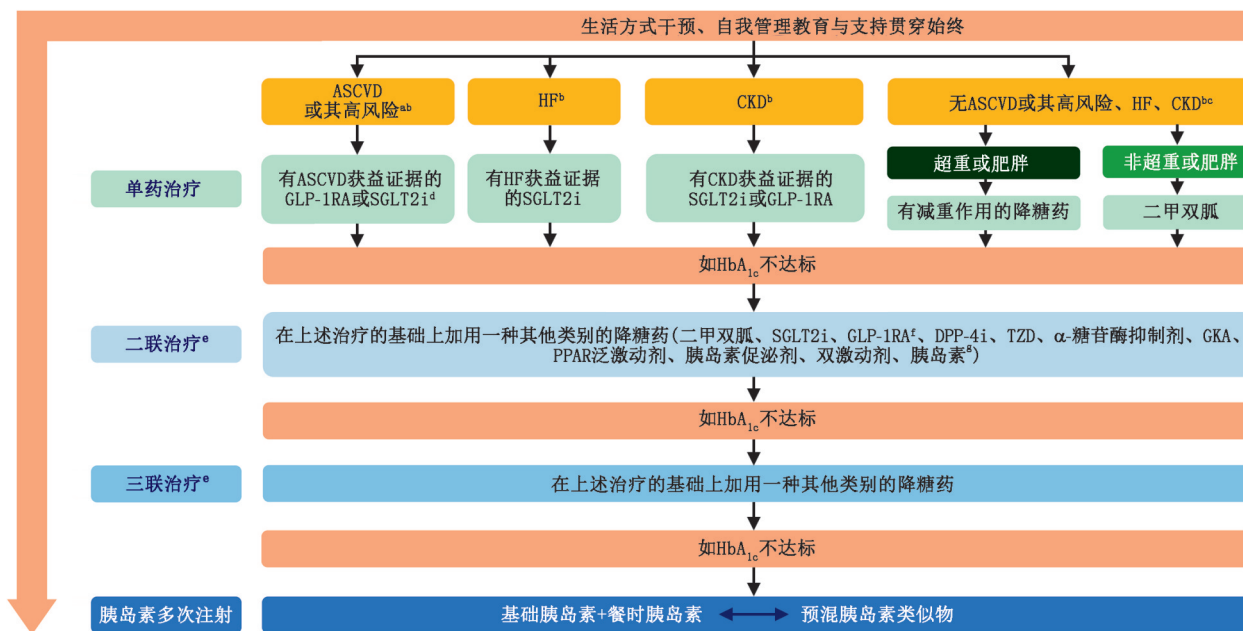 生活方式干预、自我管理教育与支持贯穿始终
ASCVD
或其高风险ᵃᵇ
HFᵇ
CKDᵇ
无ASCVD或其高风险、HF、CKDᵇᶜ
超重或肥胖
非超重或肥胖
单药治疗
有ASCVD获益证据的
GLP-1RA或SGLT2iᵈ
有HF获益证据
的SGLT2i
有CKD获益证据的
SGLT2i或GLP-1RA
有减重作用的降糖药
二甲双胍
如HbA₁c不达标
二联治疗ᵉ
在上述治疗的基础上加用一种其他类别的降糖药(二甲双胍、SGLT2i、GLP-1RAᶠ、DPP-4i、TZD、α-糖苷酶抑制剂、GKA、
PPAR泛激动剂、胰岛素促泌剂、双激动剂、胰岛素ᵍ)
如HbA₁c不达标
三联治疗ᵉ
在上述治疗的基础上加用一种其他类别的降糖药
如HbA₁c不达标
胰岛素多次注射
基础胰岛素+餐时胰岛素
预混胰岛素类似物